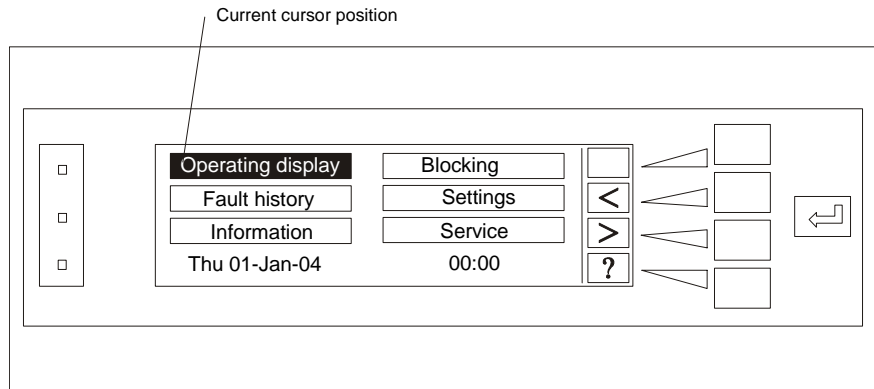 Current cursor position
Operating display Blocking
Fault history Settings <
Information Service >
Thu 01-Jan-04 00:00 ?